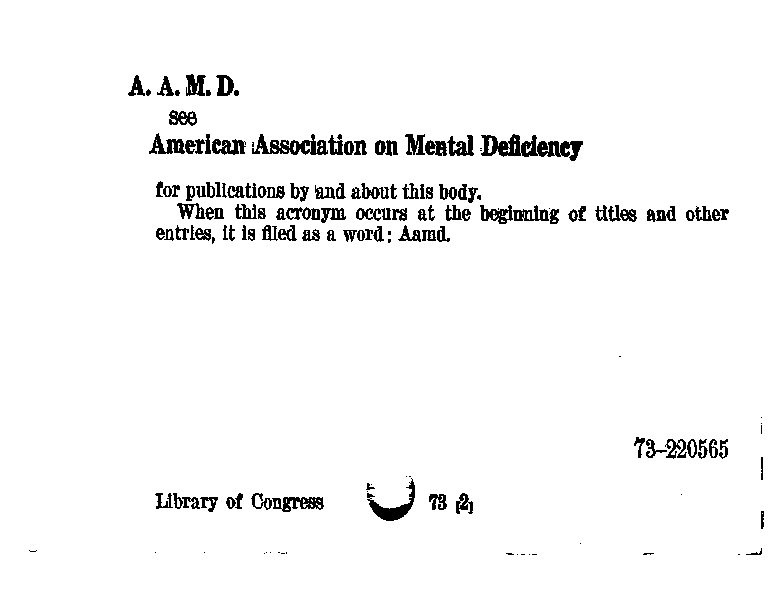 A. A. M. D.
see
American Association on Mental Deficiency
for publications by and about this body.
When this acronym occurs at the beginning of titles and other
entries, it is filed as a word: Aamd.
73–220565
Library of Congress 73 [2]